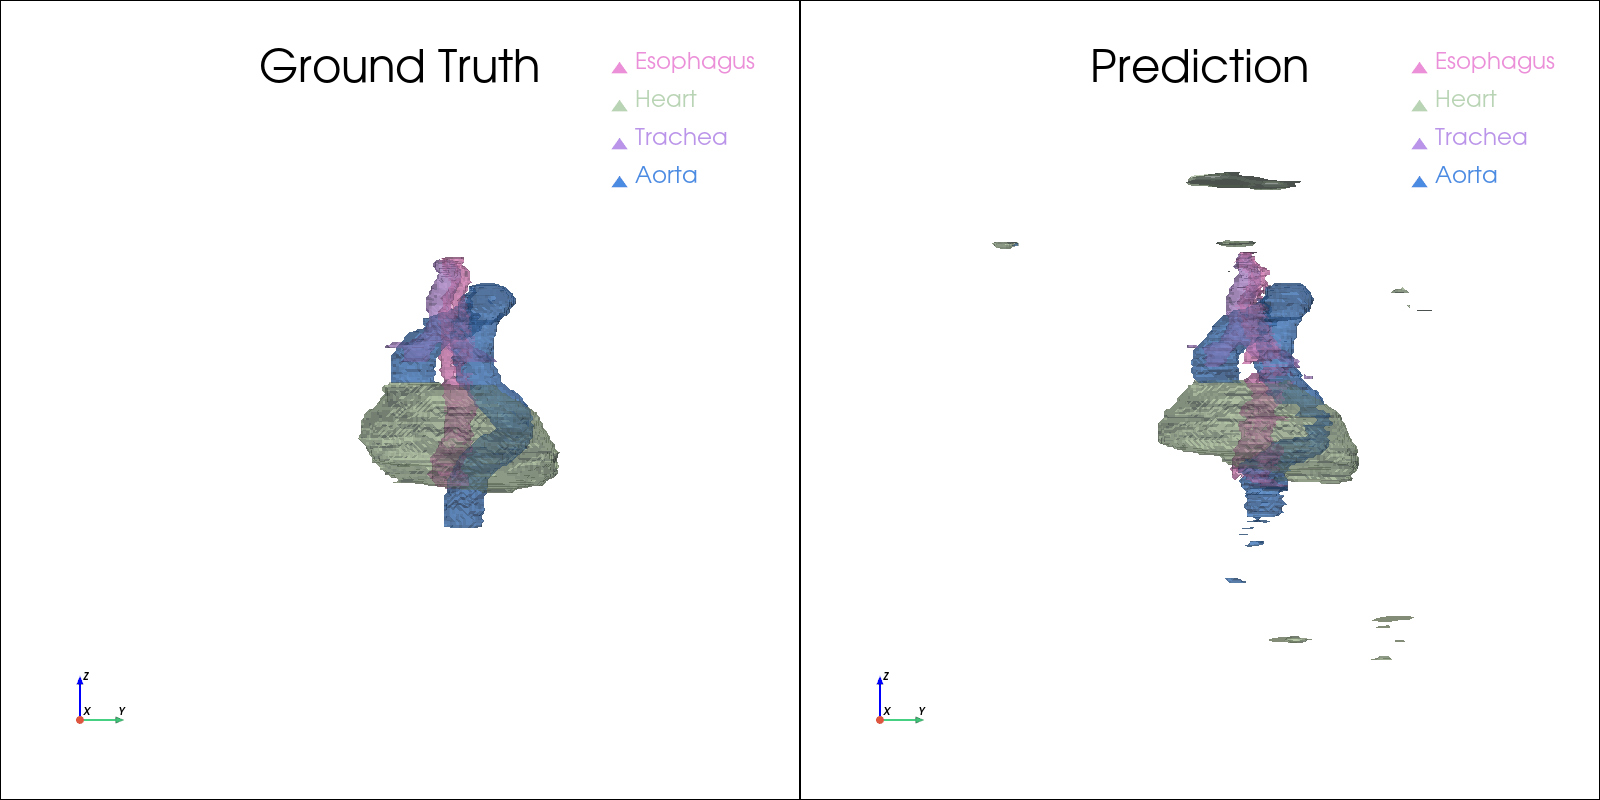 Ground Truth
Esophagus
Heart
Trachea
Aorta
Z
X Y
Prediction
Esophagus
Heart
Trachea
Aorta
Z
X Y